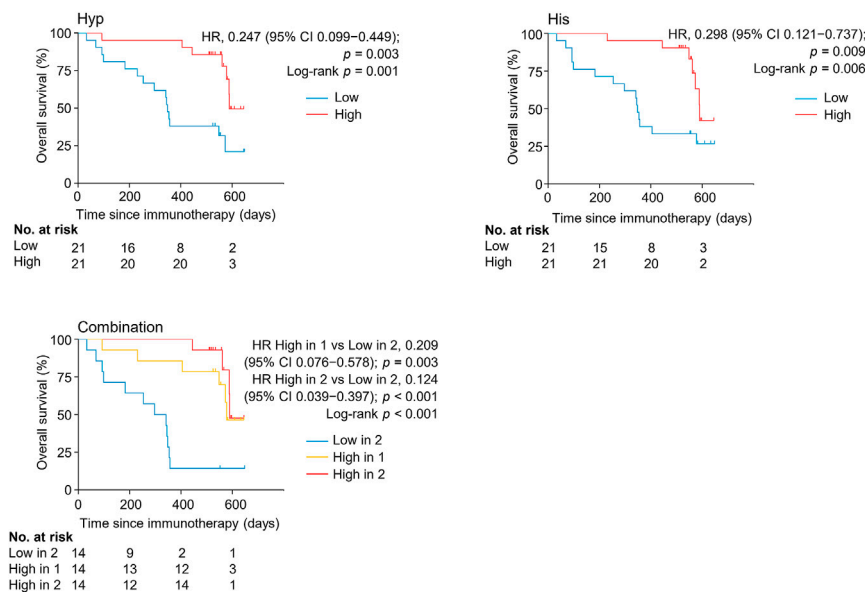 Hyp
HR, 0.247 (95% CI 0.099–0.449);
p = 0.003
Log-rank p = 0.001
Low
High
Overall survival (%)
100
75
50
25
0
0 200 400 600
Time since immunotherapy (days)
No. at risk
Low 21 16 8 2
High 21 20 20 3
His
HR, 0.298 (95% CI 0.121–0.737);
p = 0.009
Log-rank p = 0.006
Low
High
Overall survival (%)
100
75
50
25
0
0 200 400 600
Time since immunotherapy (days)
No. at risk
Low 21 15 8 3
High 21 21 20 2
Combination
HR High in 1 vs Low in 2, 0.209
(95% CI 0.076–0.578); p = 0.003
HR High in 2 vs Low in 2, 0.124
(95% CI 0.039–0.397); p < 0.001
Log-rank p < 0.001
Low in 2
High in 1
High in 2
Overall survival (%)
100
75
50
25
0
0 200 400 600
Time since immunotherapy (days)
No. at risk
Low in 2 14 9 2 1
High in 1 14 13 12 3
High in 2 14 12 14 1